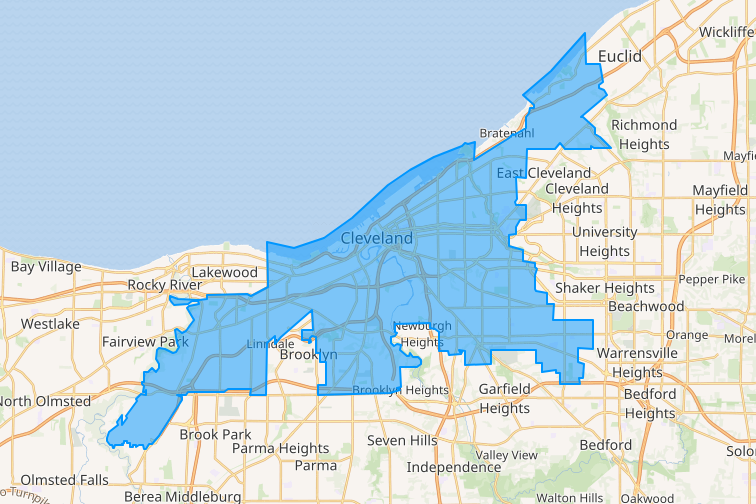 Wickliffe
Euclid
Bratenahl
Richmond
Heights
Mayfi
East Cleveland
Cleveland
Heights
Mayfield
Heights
University
Heights
Cleveland
Bay Village
Lakewood
Rocky River
Shaker Heights
Pepper Pike
Beachwood
Westlake
Fairview Park
Linndale
Brooklyn
Newburgh
Heights
Orange
Morel
Warrensville
Heights
North Olmsted
Brooklyn Heights
Garfield
Heights
Bedford
Heights
Brook Park
Parma Heights
Parma
Seven Hills
Independence
Valley View
Bedford
Solo
Olmsted Falls
o Turnpi
Berea
Middleburg
Walton Hills
Oakwood